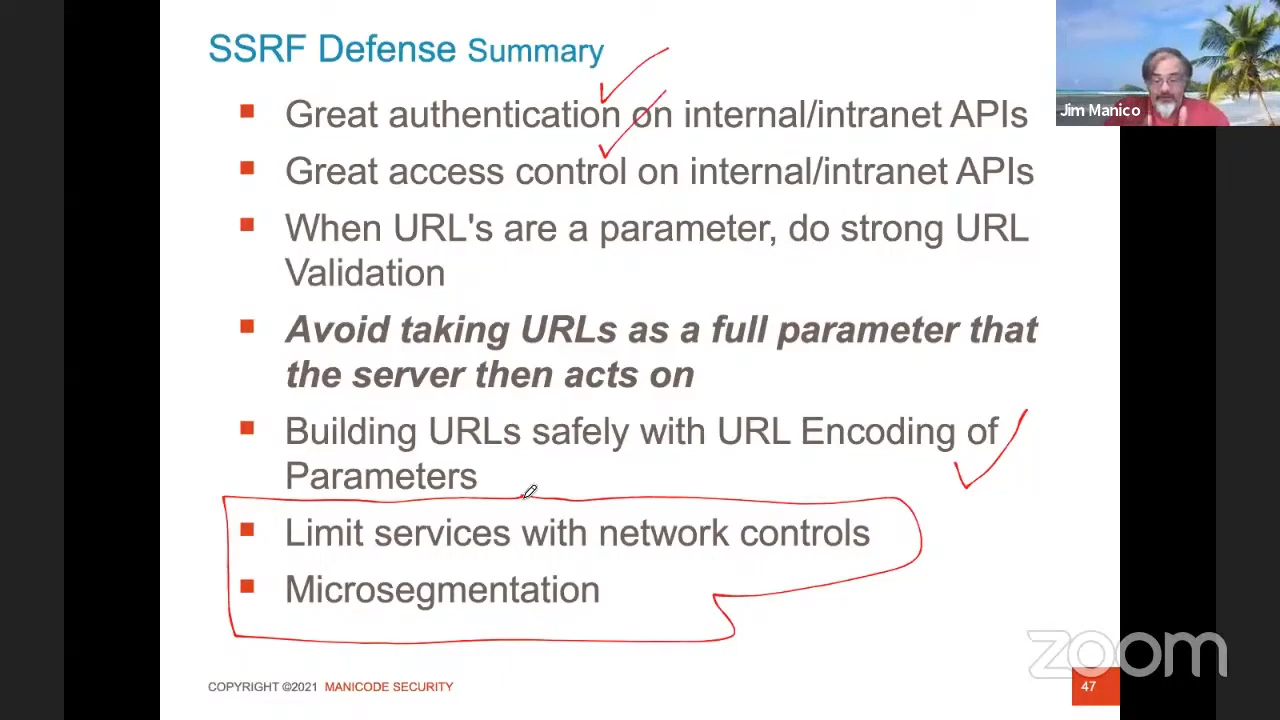 SSRF Defense Summary
Great authentication on internal/intranet APIs
Great access control on internal/intranet APIs
When URL's are a parameter, do strong URL
Validation
Avoid taking URLs as a full parameter that
the server then acts on
Building URLs safely with URL Encoding of
Parameters
Limit services with network controls
Microsegmentation
COPYRIGHT ©2021 MANICODE SECURITY
47
Jim Manico
zoom